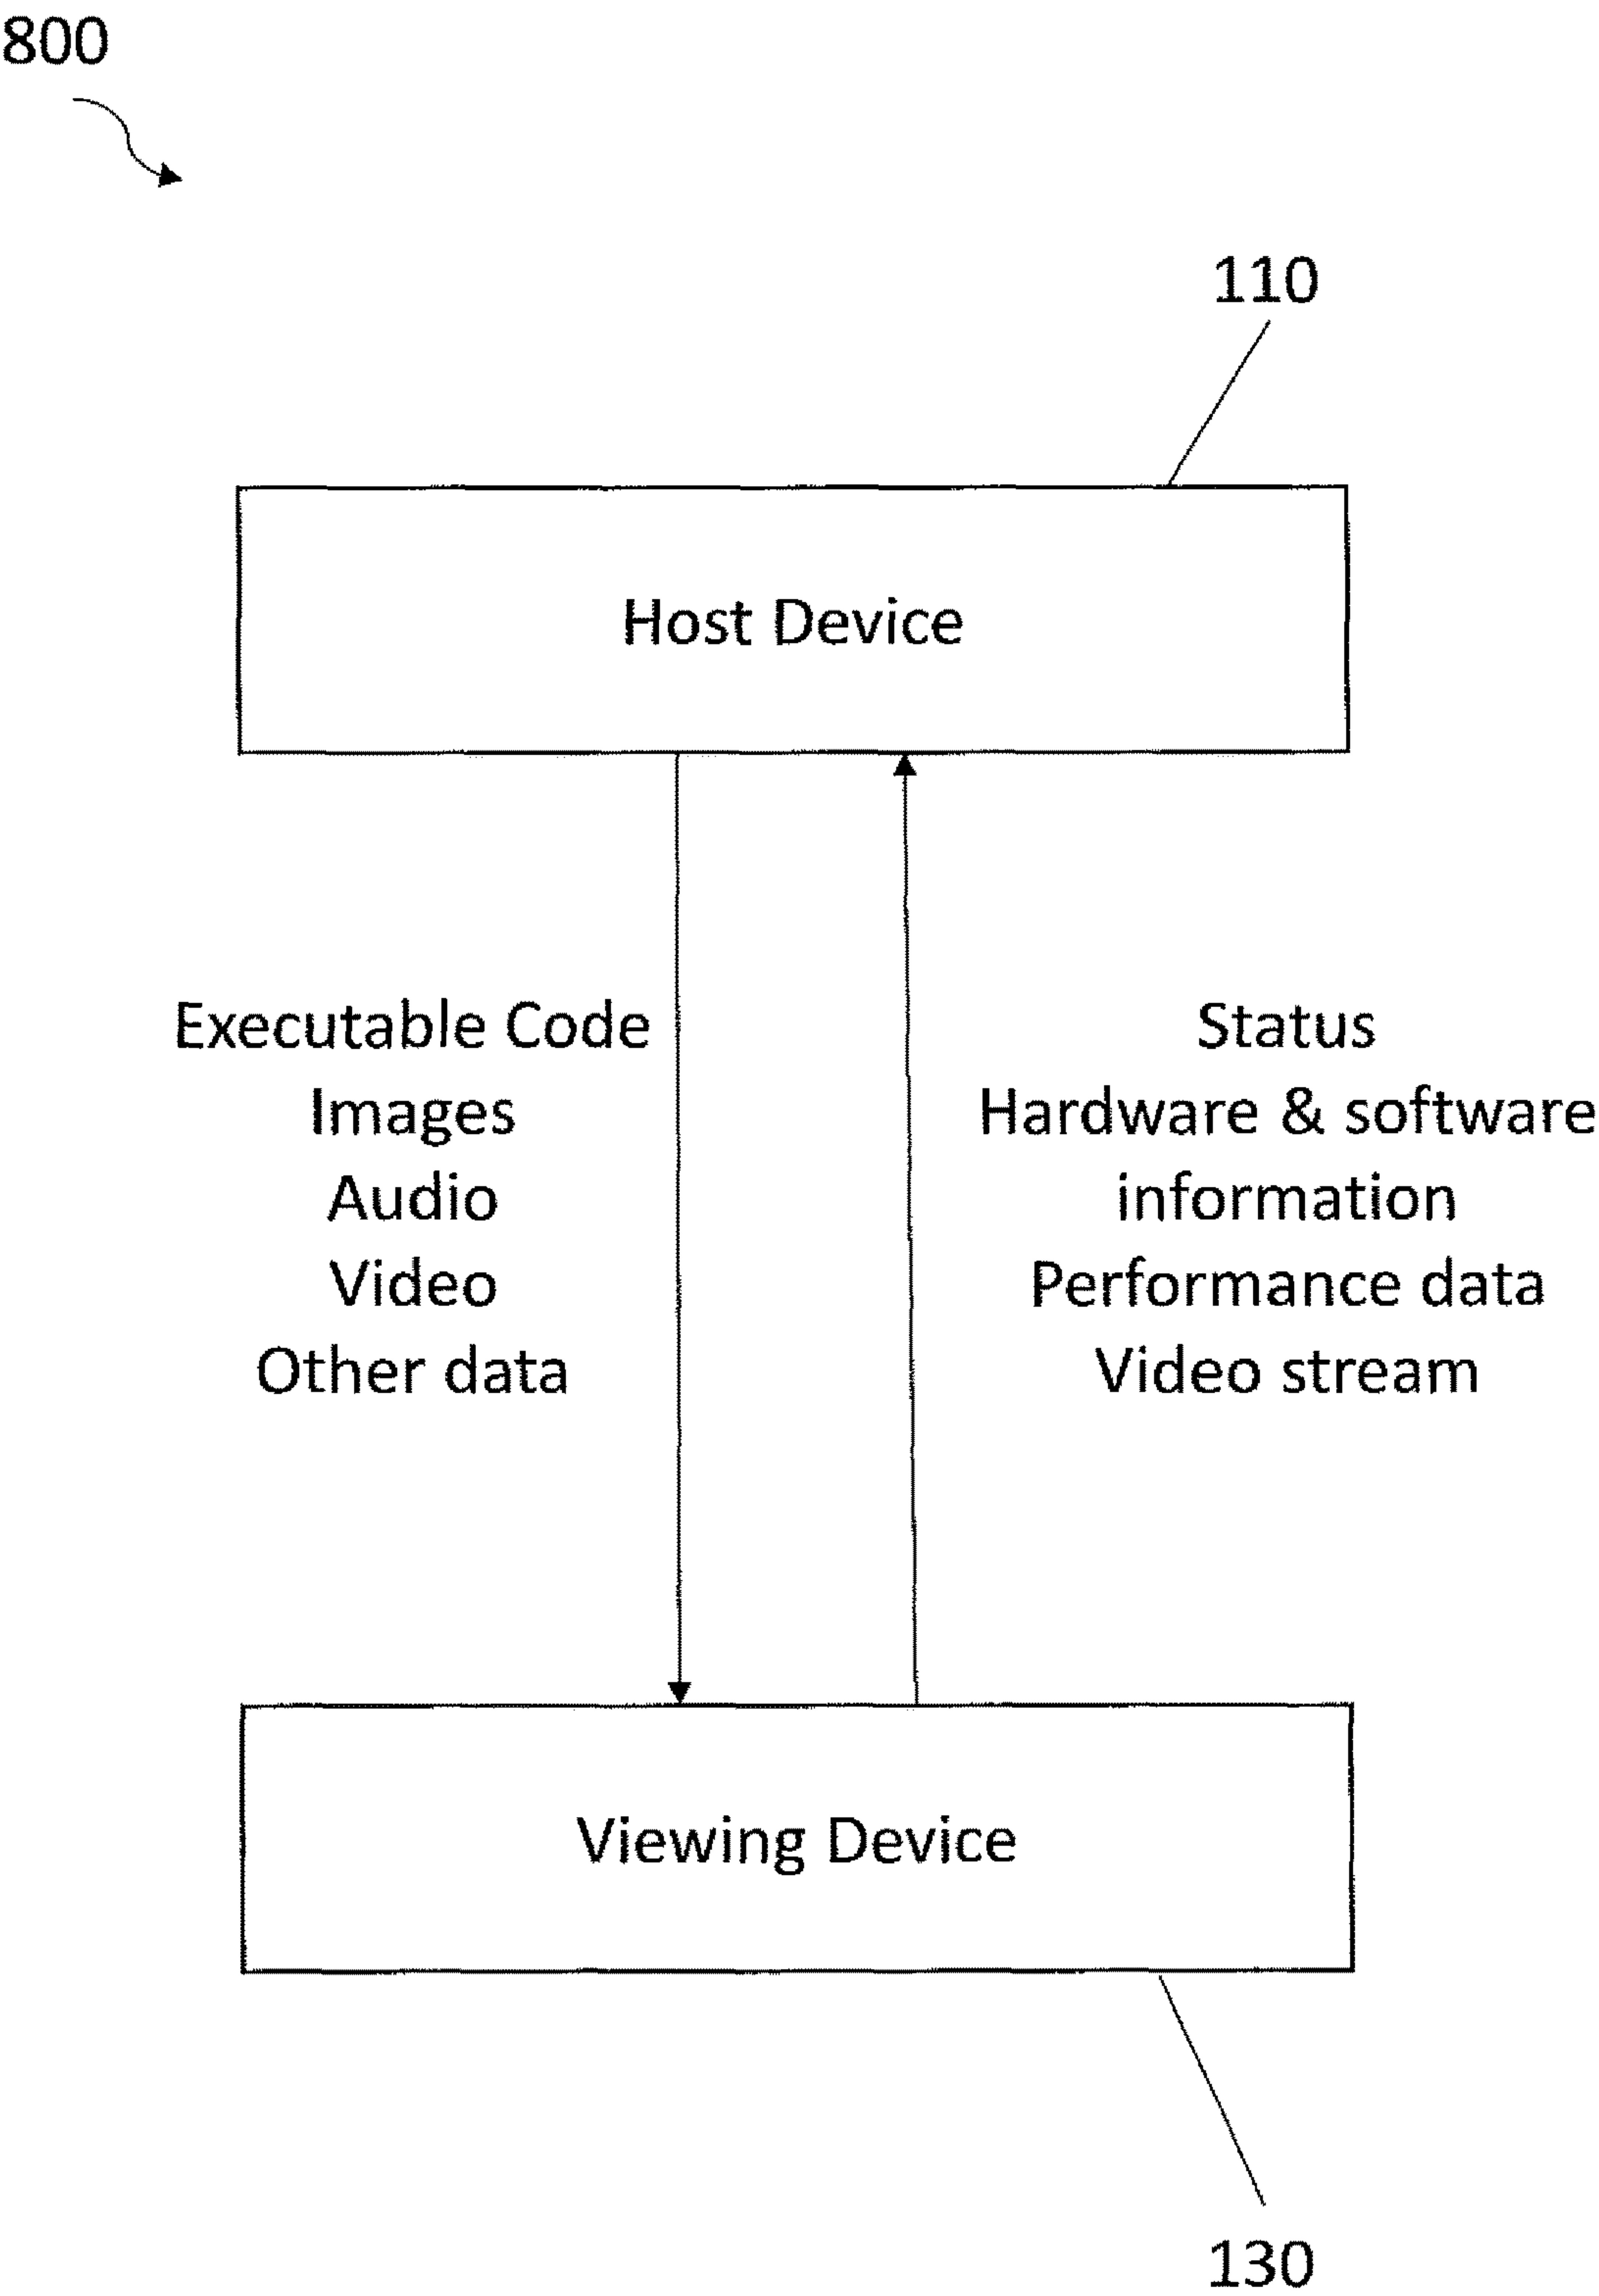 800
110
Host Device
Executable Code
Images
Audio
Video
Other data
Status
Hardware & software
information
Performance data
Video stream
Viewing Device
130